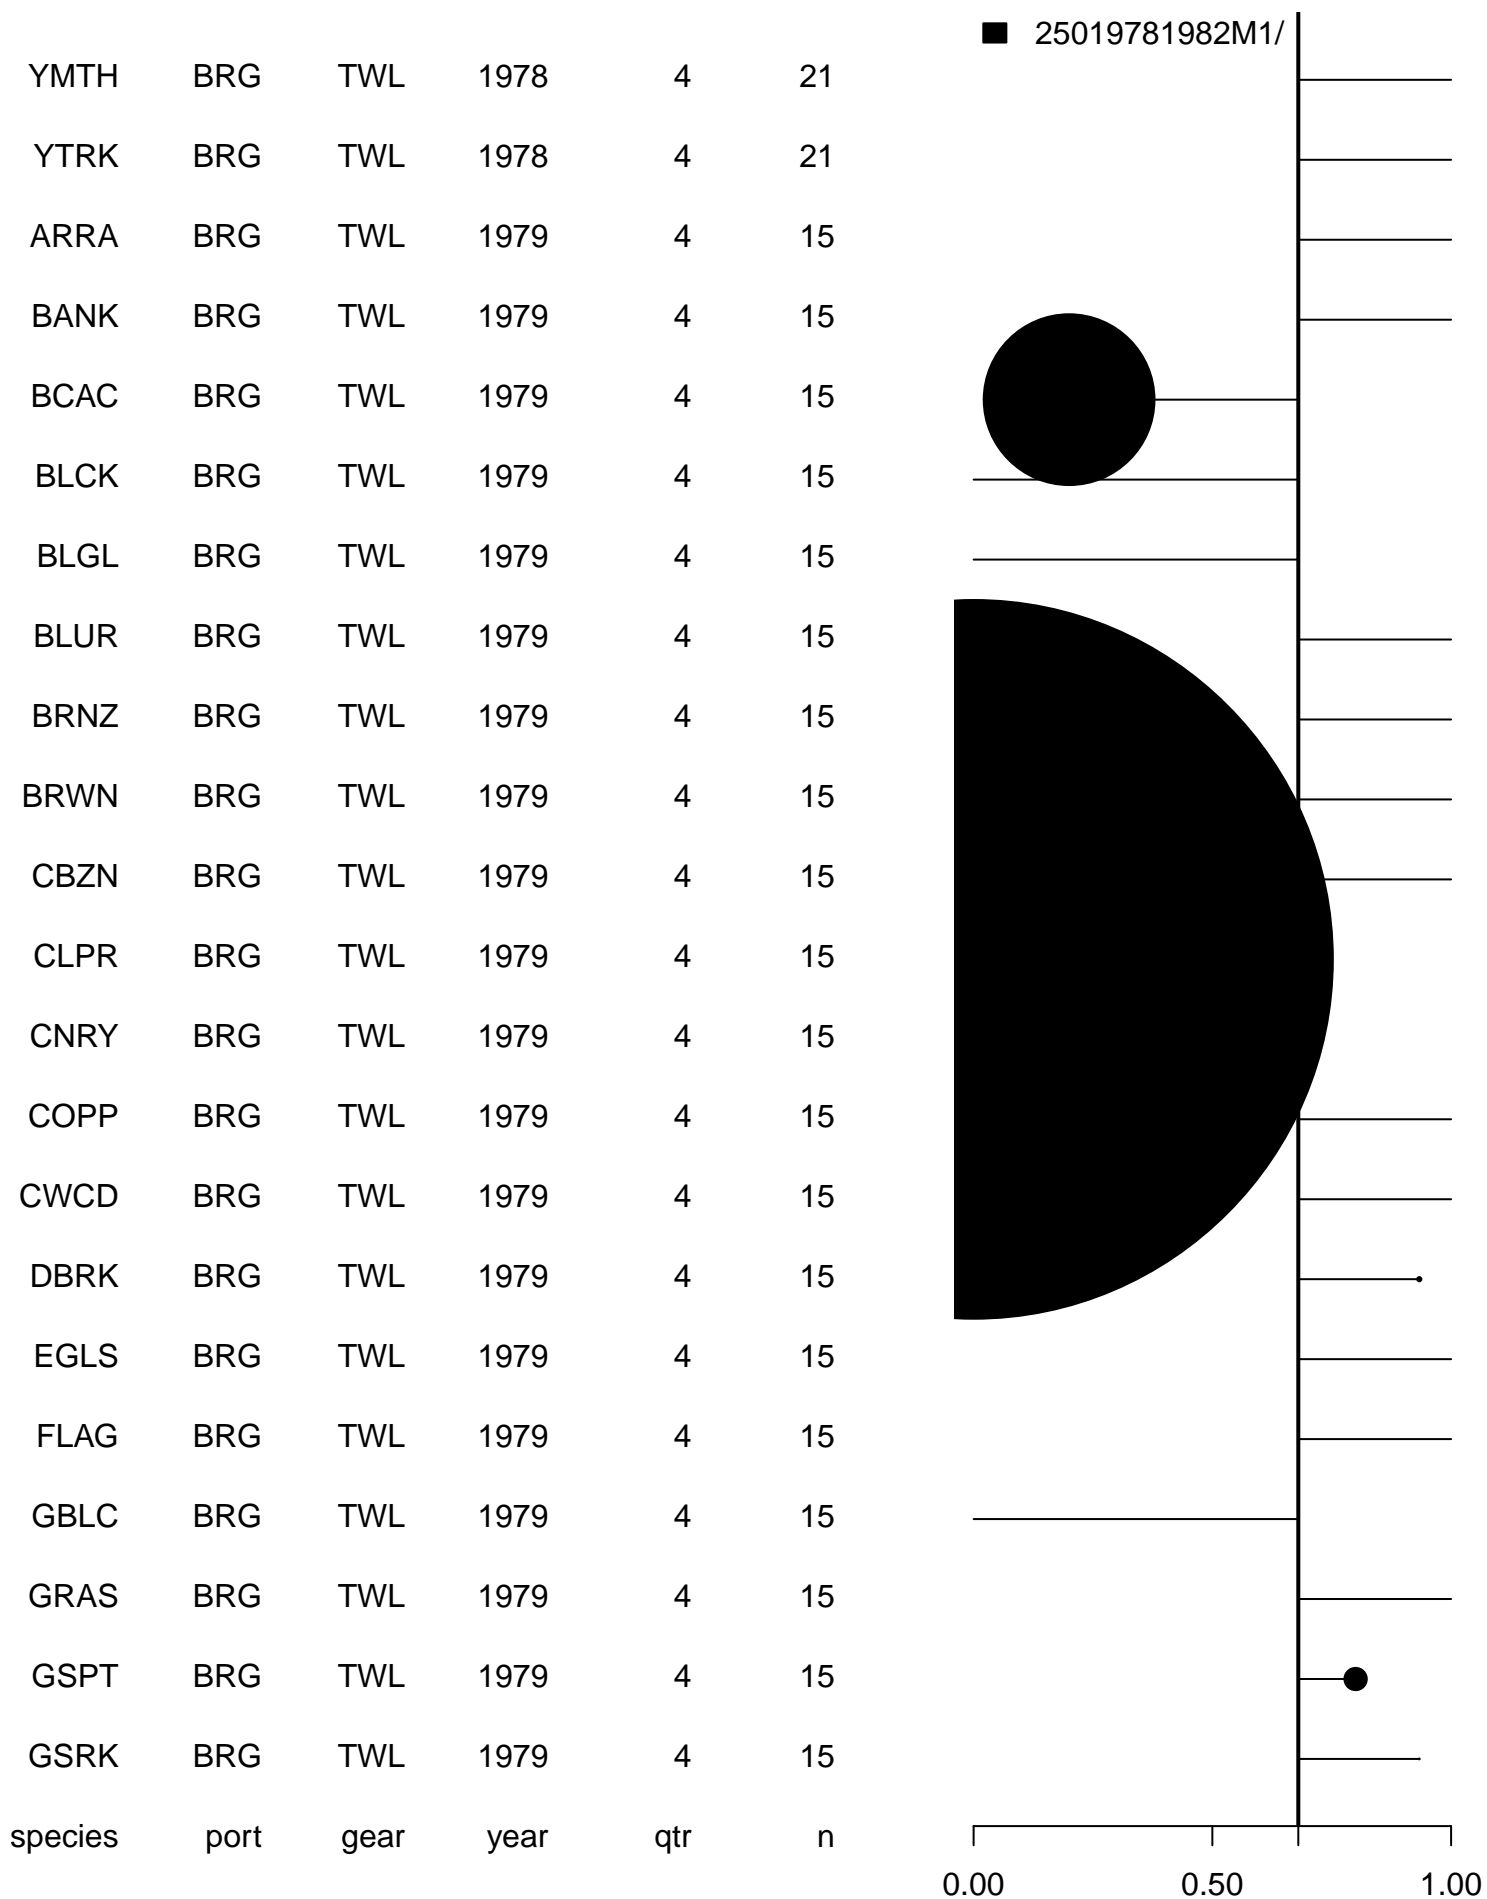 25019781982M1/
YMTH BRG TWL 1978 4 21
YTRK BRG TWL 1978 4 21
ARRA BRG TWL 1979 4 15
BANK BRG TWL 1979 4 15
BCAC BRG TWL 1979 4 15
BLCK BRG TWL 1979 4 15
BLGL BRG TWL 1979 4 15
BLUR BRG TWL 1979 4 15
BRNZ BRG TWL 1979 4 15
BRWN BRG TWL 1979 4 15
CBZN BRG TWL 1979 4 15
CLPR BRG TWL 1979 4 15
CNRY BRG TWL 1979 4 15
COPP BRG TWL 1979 4 15
CWCD BRG TWL 1979 4 15
DBRK BRG TWL 1979 4 15
EGLS BRG TWL 1979 4 15
FLAG BRG TWL 1979 4 15
GBLC BRG TWL 1979 4 15
GRAS BRG TWL 1979 4 15
GSPT BRG TWL 1979 4 15
GSRK BRG TWL 1979 4 15
species port gear year qtr n
0.00 0.50 1.00